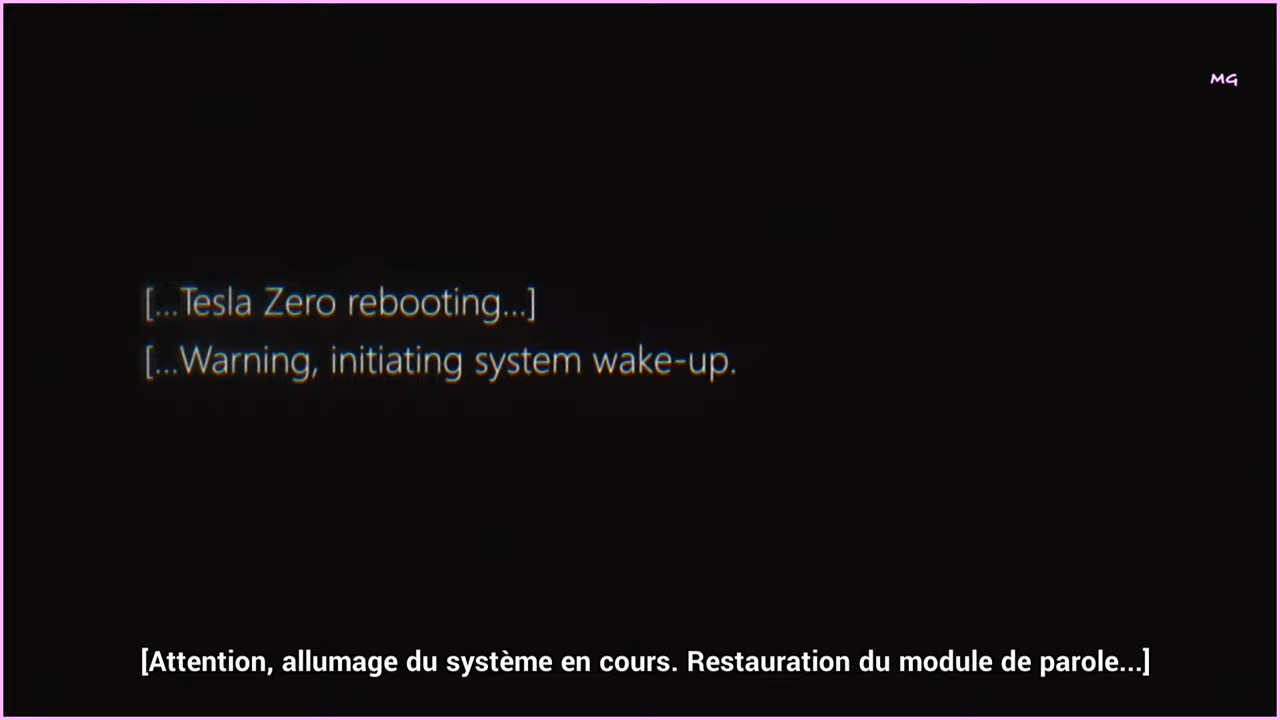 MG
[...Tesla Zero rebooting...]
[...Warning, initiating system wake-up.
[Attention, allumage du système en cours. Restauration du module de parole...]